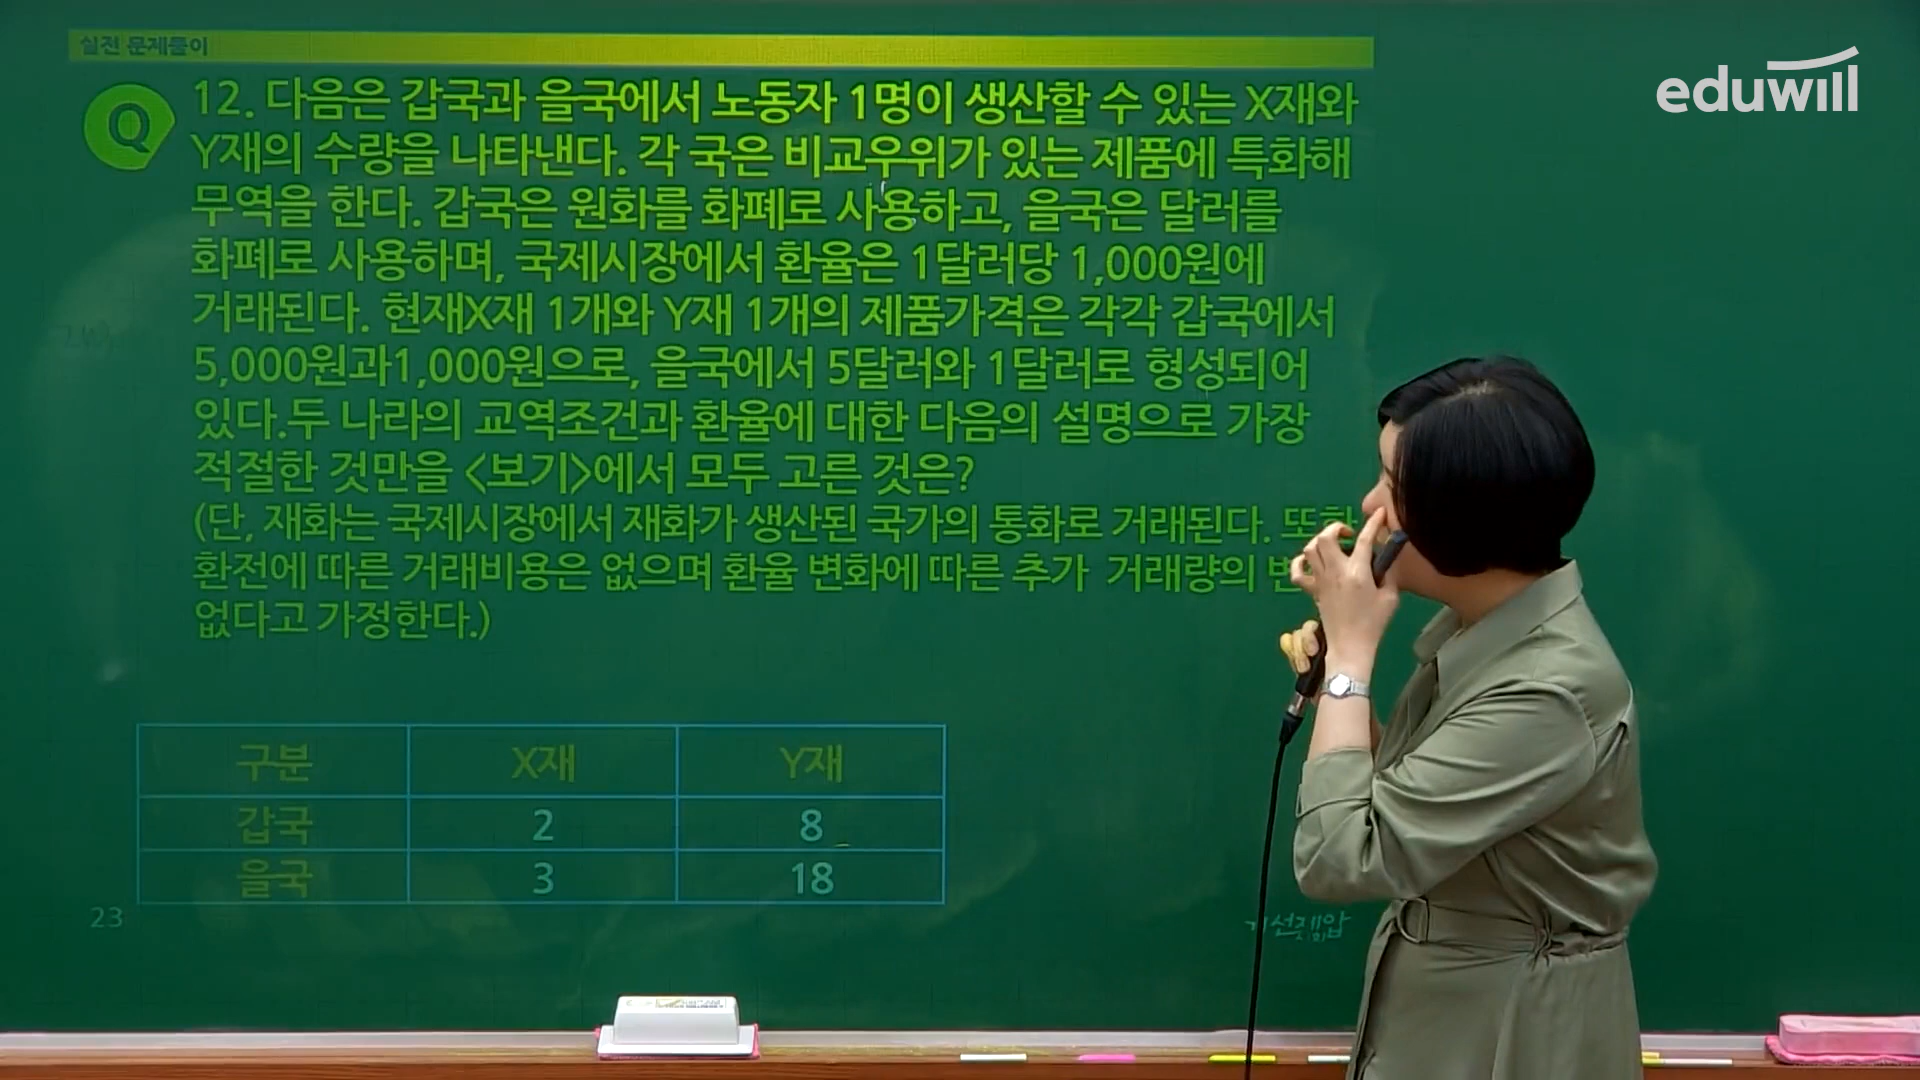 실전 문제풀이
eduwill
Q
12. 다음은 갑국과 을국에서 노동자 1명이 생산할 수 있는 X재와
Y재의 수량을 나타낸다. 각 국은 비교우위가 있는 제품에 특화해
무역을 한다. 갑국은 원화를 화폐로 사용하고, 을국은 달러를
화폐로 사용하며, 국제시장에서 환율은 1달러당 1,000원에
거래된다. 현재X재 1개와 Y재 1개의 제품가격은 각각 갑국에서
5,000원과1,000원으로, 을국에서 5달러와 1달러로 형성되어
있다.두 나라의 교역조건과 환율에 대한 다음의 설명으로 가장
적절한 것만을 <보기>에서 모두 고른 것은?
(단, 재화는 국제시장에서 재화가 생산된 국가의 통화로 거래된다. 또한
환전에 따른 거래비용은 없으며 환율 변화에 따른 추가 거래량의
없다고 가정한다.)
구분 X재 Y재
갑국 2 8
을국 3 18
23